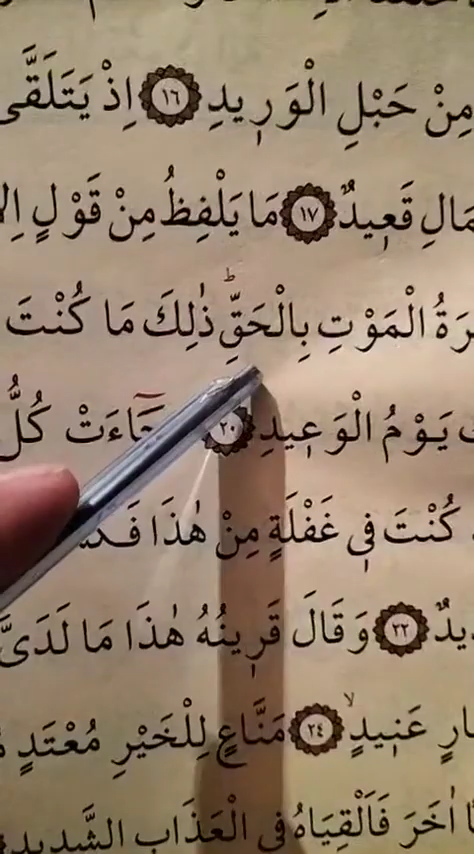 مِنْ حَبْلِ الْوَرٖيدِ ١٦ اِذْ يَتَلَقَّى
قَعٖيدٌ ١٧ مَا يَلْفِظُ مِنْ قَوْلٍ
الْمَوْتِ بِالْحَقِّۜ ذٰلِكَ مَا كُنْتَ
يَوْمُ الْوَعٖيدِ ٢٠ كُلُّ
كُنْتَ فٖي غَفْلَةٍ مِنْ هٰذَا
٢٢ وَقَالَ قَرٖينُهُ هٰذَا مَا لَدَيَّ
عَنٖيدٍ ٢٤ مَنَّاعٍ لِلْخَيْرِ مُعْتَدٍ
اٰخَرَ فَاَلْقِيَاهُ فِي الْعَذَابِ الشَّدٖيدِ